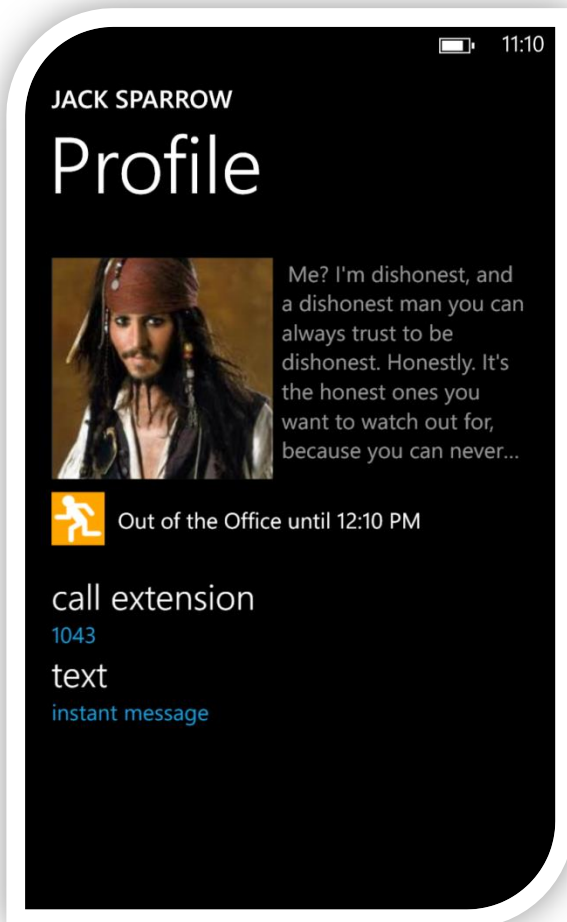 11:10
JACK SPARROW
Profile
Me? I'm dishonest, and
a dishonest man you can
always trust to be
dishonest. Honestly. It's
the honest ones you
want to watch out for,
because you can never...
Out of the Office until 12:10 PM
call extension
1043
text
instant message